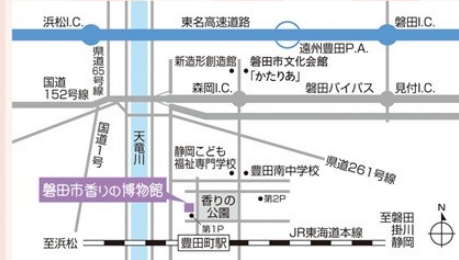 浜松I.C.
東名高速道路
磐田I.C.
遠州豊田P.A.
県道65号線
新造形創造館
磐田市文化会館
「かたりあ」
国道
152号線
森岡I.C.
磐田バイパス
見付I.C.
国道1号
天竜川
静岡こども
福祉専門学校
豊田南中学校
県道261号線
磐田市香りの博物館
香りの
公園
第2P
第1P
至浜松
豊田町駅
JR東海道本線
至磐田
掛川
静岡
N